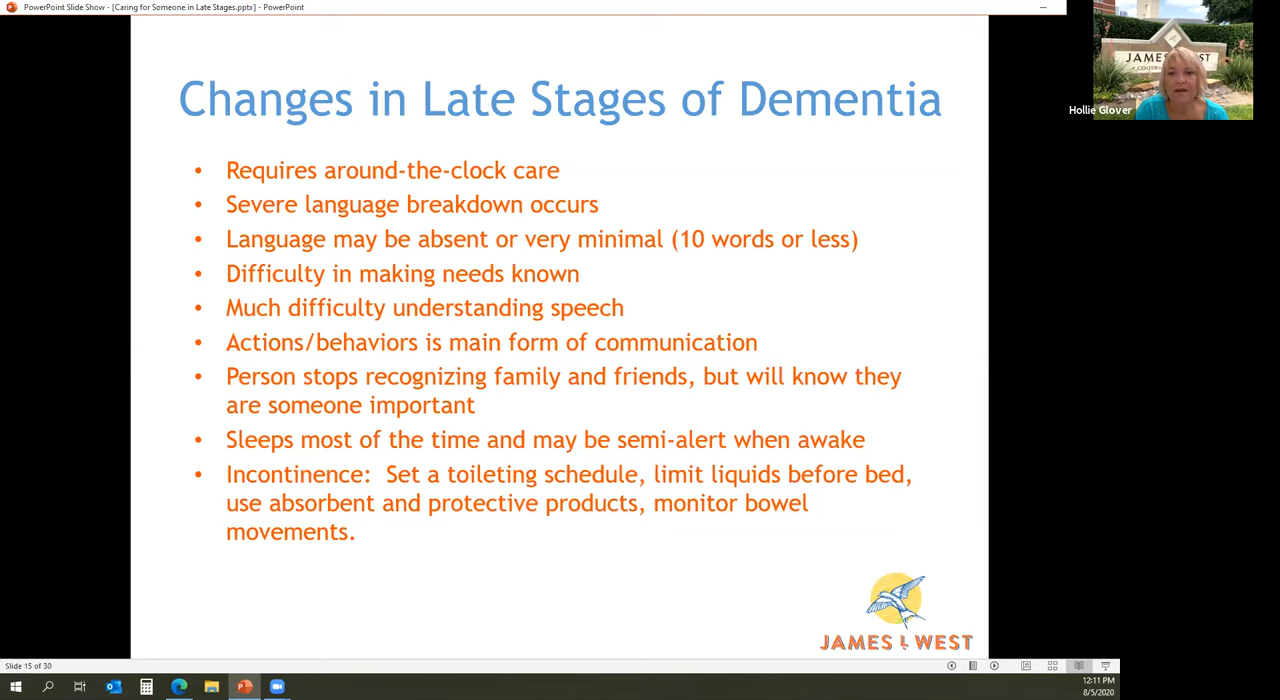 PowerPoint Slide Show - [Caring for Someone in Late Stages.pptx] - PowerPoint
JAMES WEST
Hollie Glover
Changes in Late Stages of Dementia
• Requires around-the-clock care
• Severe language breakdown occurs
• Language may be absent or very minimal (10 words or less)
• Difficulty in making needs known
• Much difficulty understanding speech
• Actions/behaviors is main form of communication
• Person stops recognizing family and friends, but will know they
are someone important
• Sleeps most of the time and may be semi-alert when awake
• Incontinence:  Set a toileting schedule, limit liquids before bed,
use absorbent and protective products, monitor bowel
movements.
JAMES L WEST
Slide 15 of 30
12:11 PM
8/5/2020